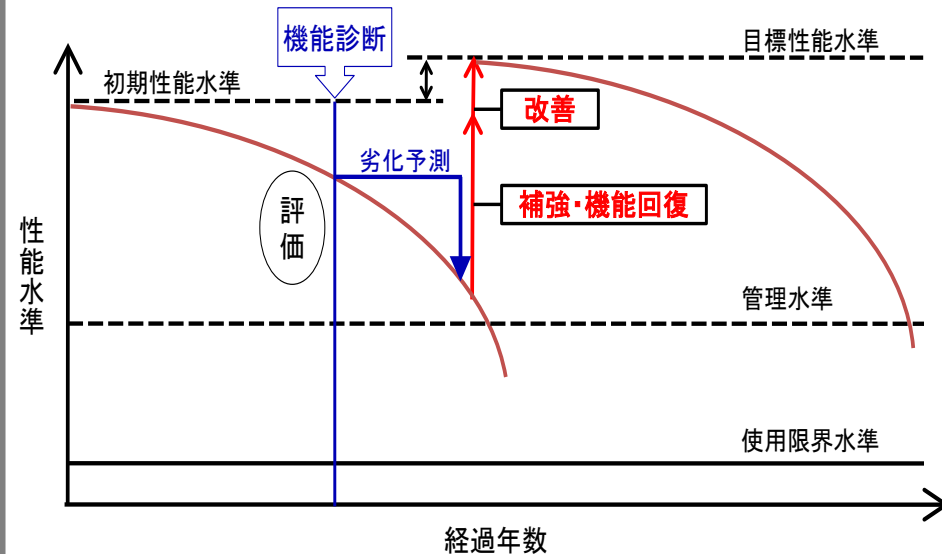 機能診断
目標性能水準
初期性能水準
改善
劣化予測
評価
補強・機能回復
性能水準
管理水準
使用限界水準
経過年数